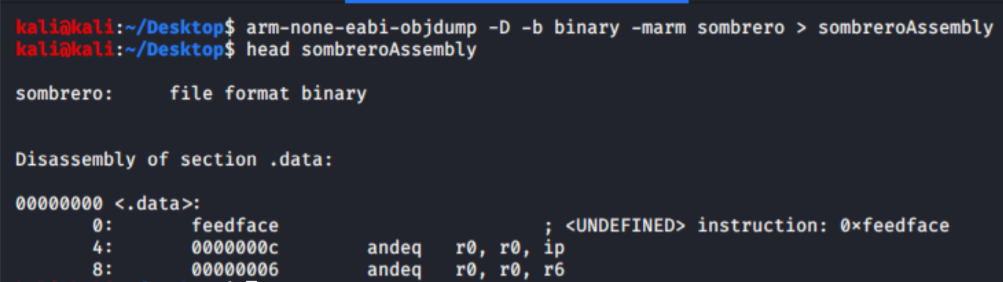 kali@kali:~/Desktop$ arm-none-eabi-objdump -D -b binary -marm sombrero > sombreroAssembly
kali@kali:~/Desktop$ head sombreroAssembly
sombrero:     file format binary
Disassembly of section .data:
00000000 <.data>:
0:	feedface	; <UNDEFINED> instruction: 0xfeedface
4:	0000000c	andeq	r0, r0, ip
8:	00000006	andeq	r0, r0, r6